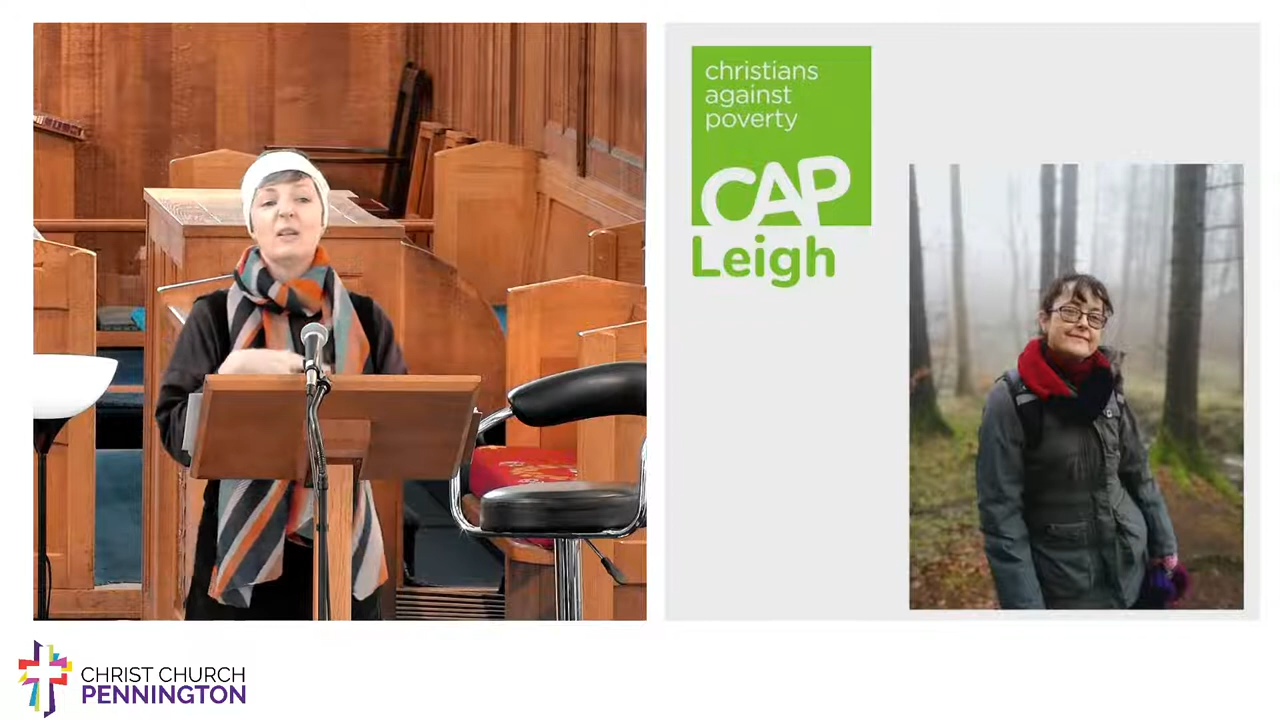 christians
against
poverty
CAP
Leigh
CHRIST CHURCH
PENNINGTON